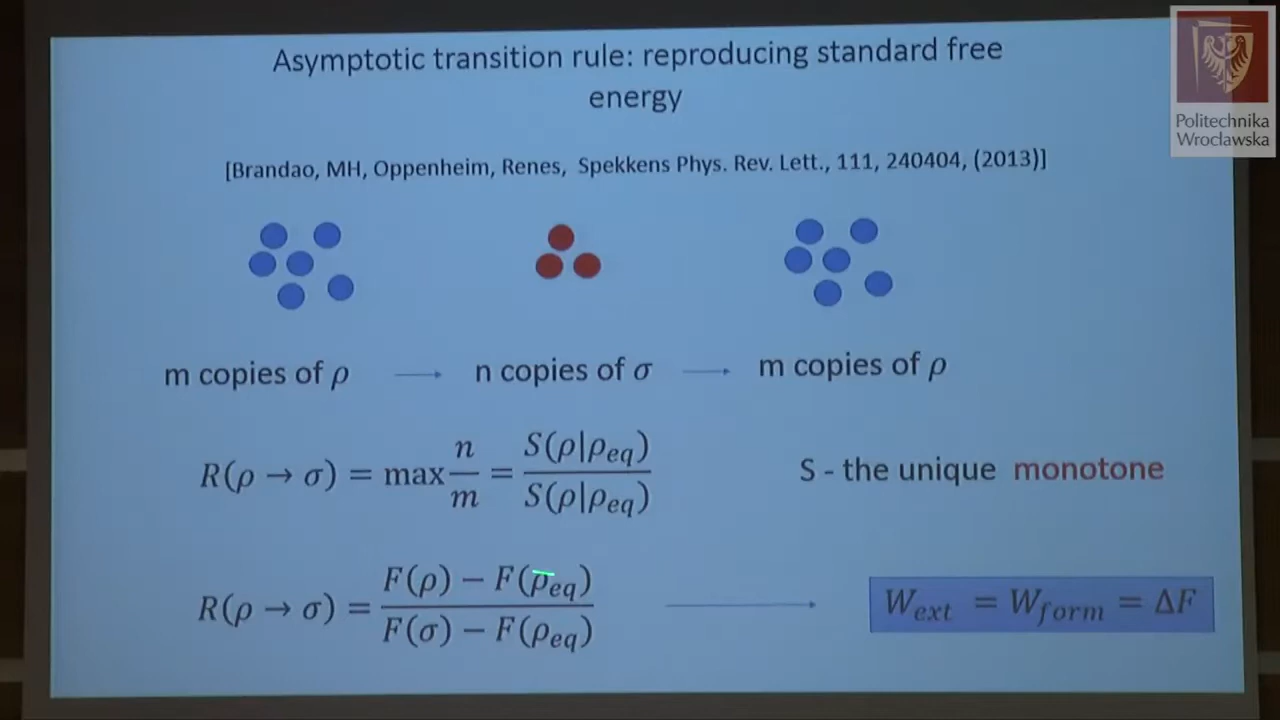 Asymptotic transition rule: reproducing standard free
energy
Politechnika
Wrocławska
[Brandao, MH, Oppenheim, Renes, Spekkens Phys. Rev. Lett., 111, 240404, (2013)]
m copies of ρ → n copies of σ → m copies of ρ
R(ρ → σ) = max n/m = S(ρ|ρ_eq)/S(ρ|ρ_eq)
S - the unique monotone
R(ρ → σ) = (F(ρ) − F(ρ_eq))/(F(σ) − F(ρ_eq)) → W_ext = W_form = ΔF